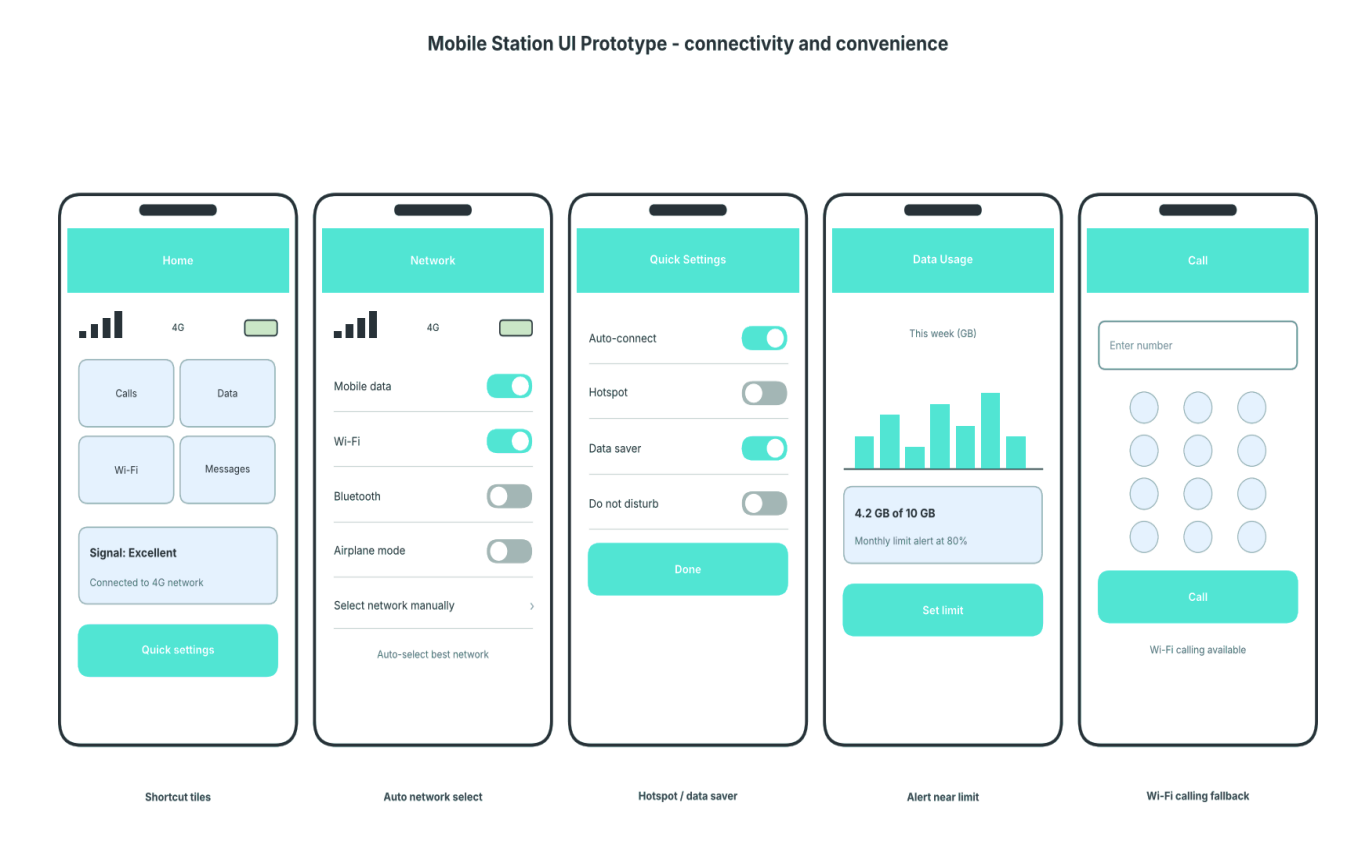 Mobile Station UI Prototype - connectivity and convenience
Home
4G
Calls
Data
Wi-Fi
Messages
Signal: Excellent
Connected to 4G network
Quick settings
Shortcut tiles
Network
4G
Mobile data
Wi-Fi
Bluetooth
Airplane mode
Select network manually ›
Auto-select best network
Auto network select
Quick Settings
Auto-connect
Hotspot
Data saver
Do not disturb
Done
Hotspot / data saver
Data Usage
This week (GB)
4.2 GB of 10 GB
Monthly limit alert at 80%
Set limit
Alert near limit
Call
Enter number
Call
Wi-Fi calling available
Wi-Fi calling fallback